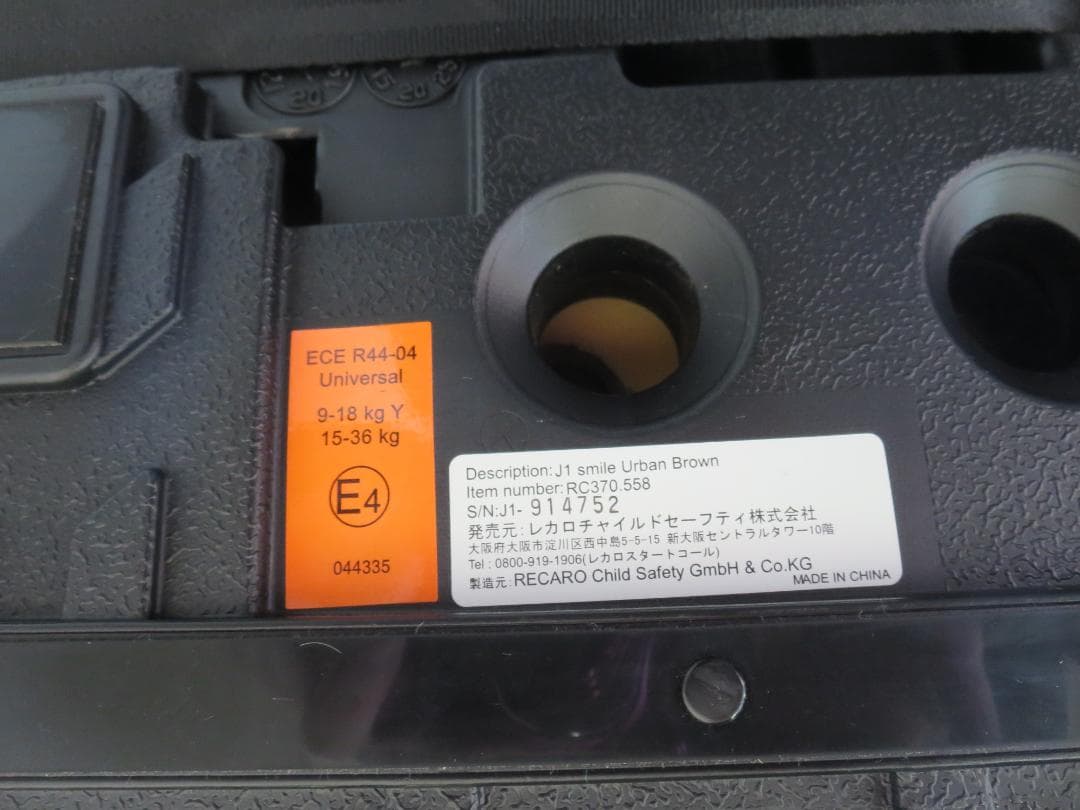 ECE R44-04
Universal
9-18 kg Y
15-36 kg
E4
044335
Description: J1 smile Urban Brown
Item number: RC370.558
S/N:J1- 914752
発売元: レカロチャイルドセーフティ株式会社
大阪府大阪市淀川区西中島5-5-15 新大阪セントラルタワー10階
Tel : 0800-919-1906(レカロスタートコール)
製造元: RECARO Child Safety GmbH & Co.KG
MADE IN CHINA